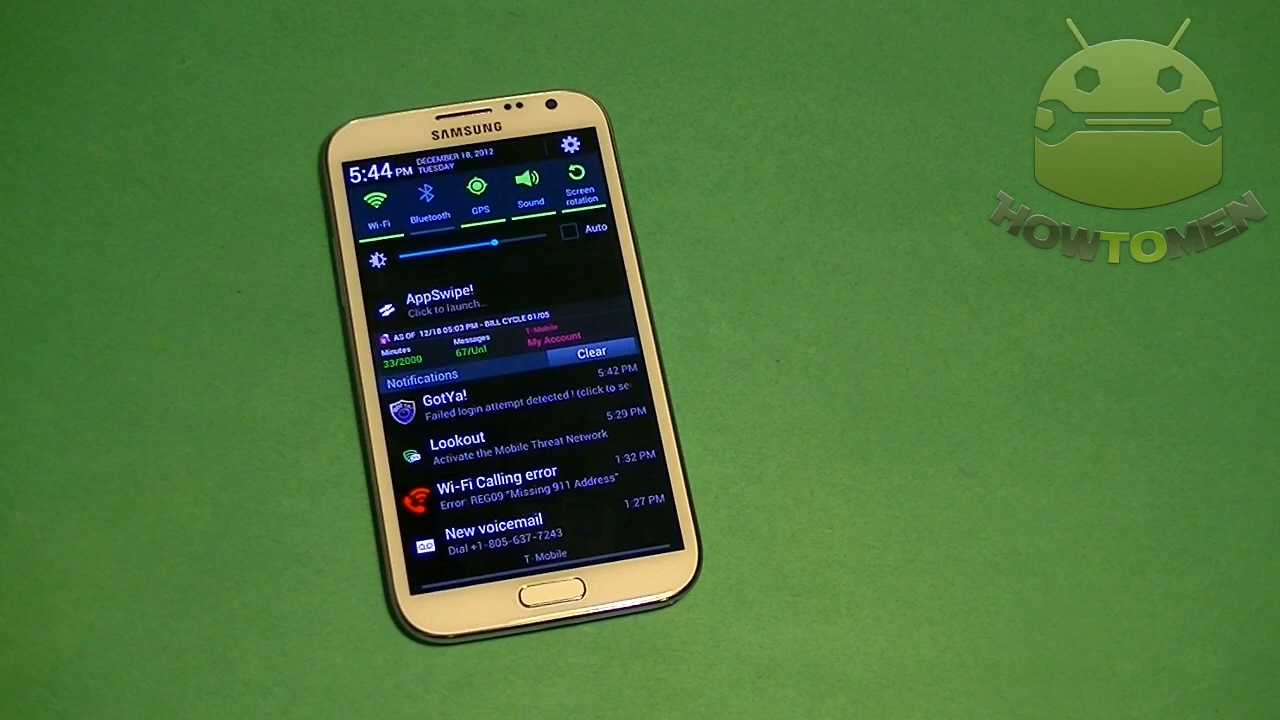 SAMSUNG
5:44 PM
DECEMBER 18, 2012
TUESDAY
Wi-Fi
Bluetooth
GPS
Sound
Screen rotation
Auto
AppSwipe!
Click to launch...
AS OF 12/18 05:03 PM - BILL CYCLE 01/05
Minutes
33/2000
Messages
67/Unl
T-Mobile
My Account
Clear
Notifications
5:42 PM
GotYa!
Failed login attempt detected ! (click to se
5:29 PM
Lookout
Activate the Mobile Threat Network
1:32 PM
Wi-Fi Calling error
Error: REG09 "Missing 911 Address"
1:27 PM
New voicemail
Dial +1-805-637-7243
T-Mobile
HOWTOMEN